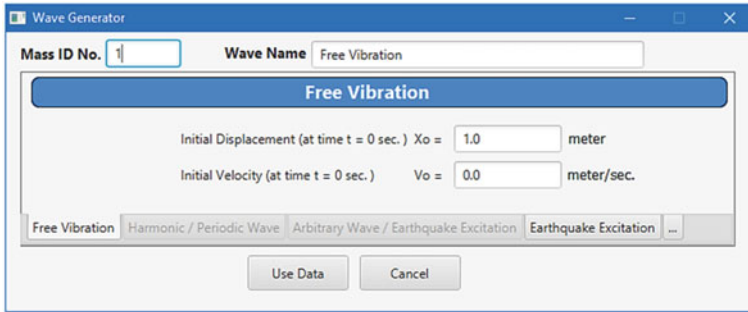 Wave Generator
Mass ID No. 1 Wave Name Free Vibration
Free Vibration
Initial Displacement (at time t = 0 sec. ) Xo = 1.0 meter
Initial Velocity (at time t = 0 sec. ) Vo = 0.0 meter/sec.
Free Vibration Harmonic / Periodic Wave Arbitrary Wave / Earthquake Excitation Earthquake Excitation ...
Use Data Cancel